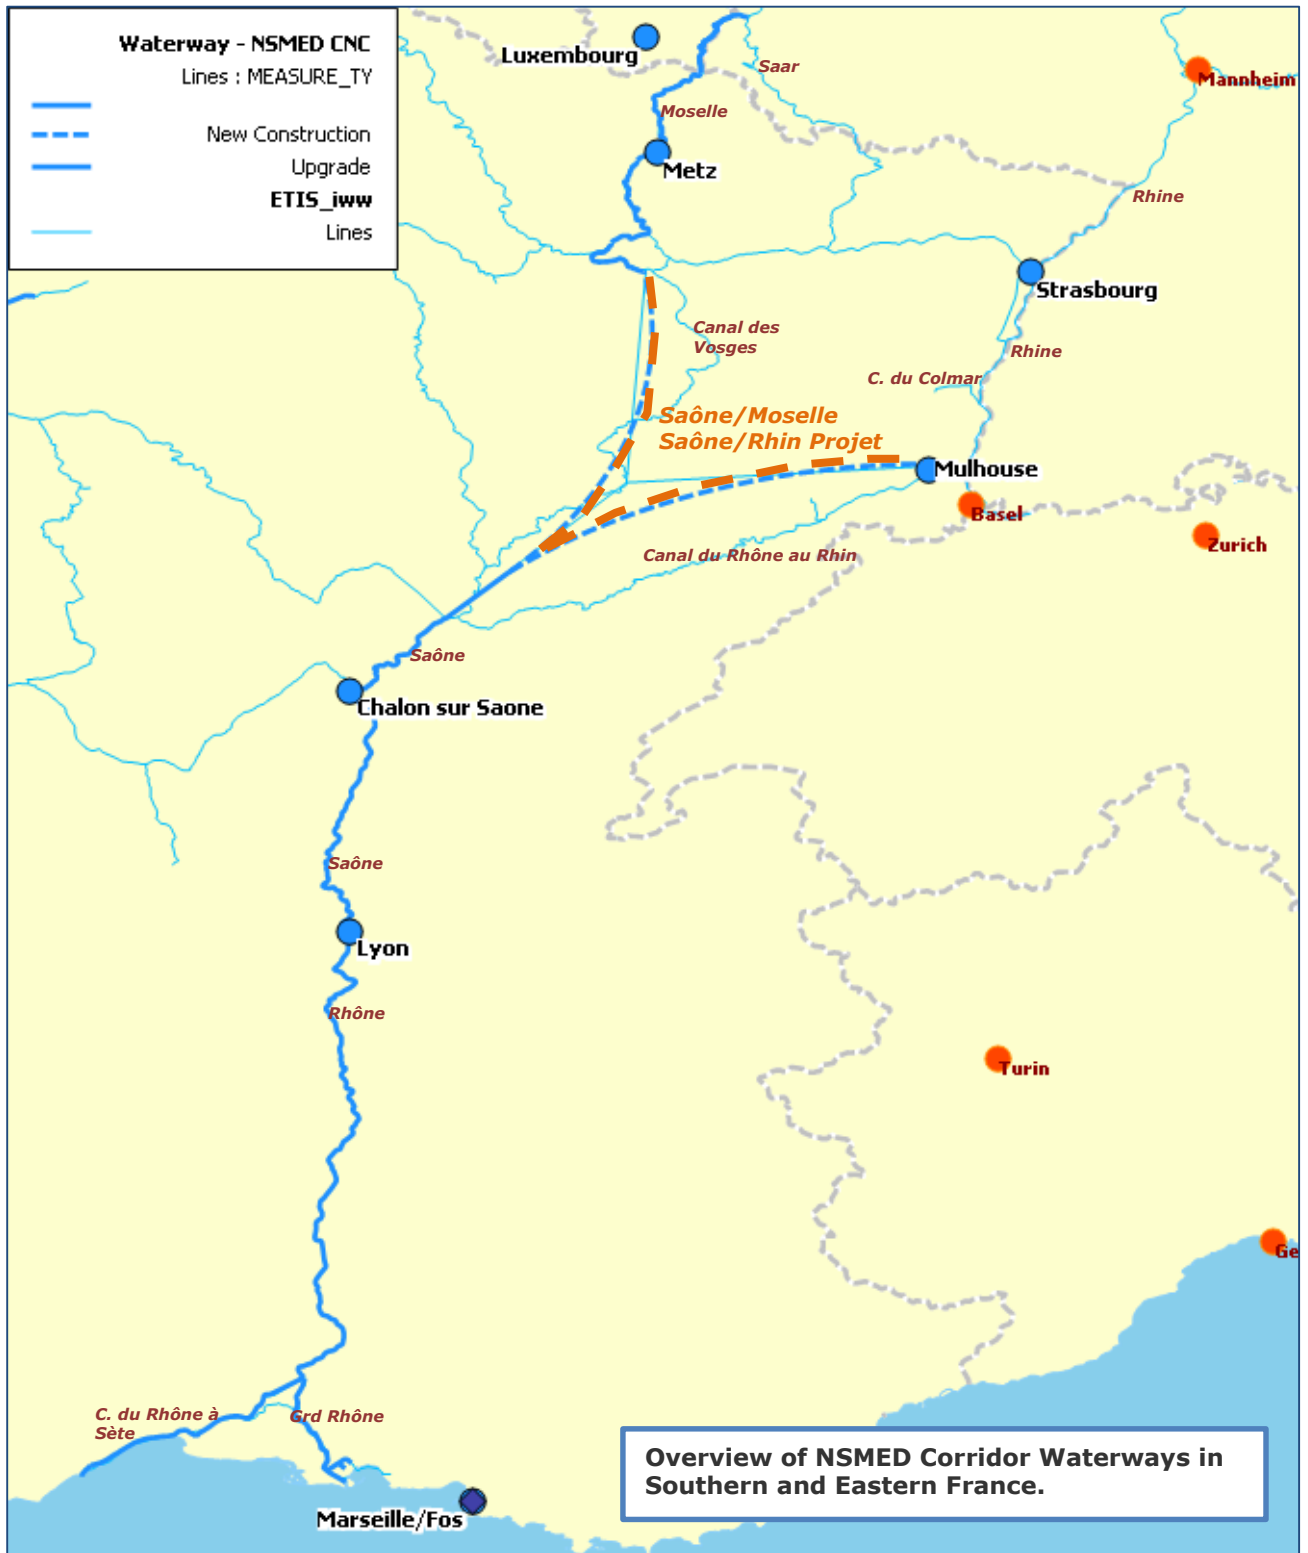 Waterway - NSMED CNC
Lines : MEASURE_TY
New Construction
Upgrade
ETIS_iww
Lines
Luxembourg
Saar
Mannheim
Moselle
Metz
Rhine
Strasbourg
Canal des
Vosges
Rhine
C. du Colmar
Saône/Moselle
Saône/Rhin Projet
Mulhouse
Basel
Zurich
Canal du Rhône au Rhin
Saône
Chalon sur Saone
Saône
Lyon
Rhône
Turin
Ge
C. du Rhône à
Sète
Grd Rhône
Marseille/Fos
Overview of NSMED Corridor Waterways in
Southern and Eastern France.